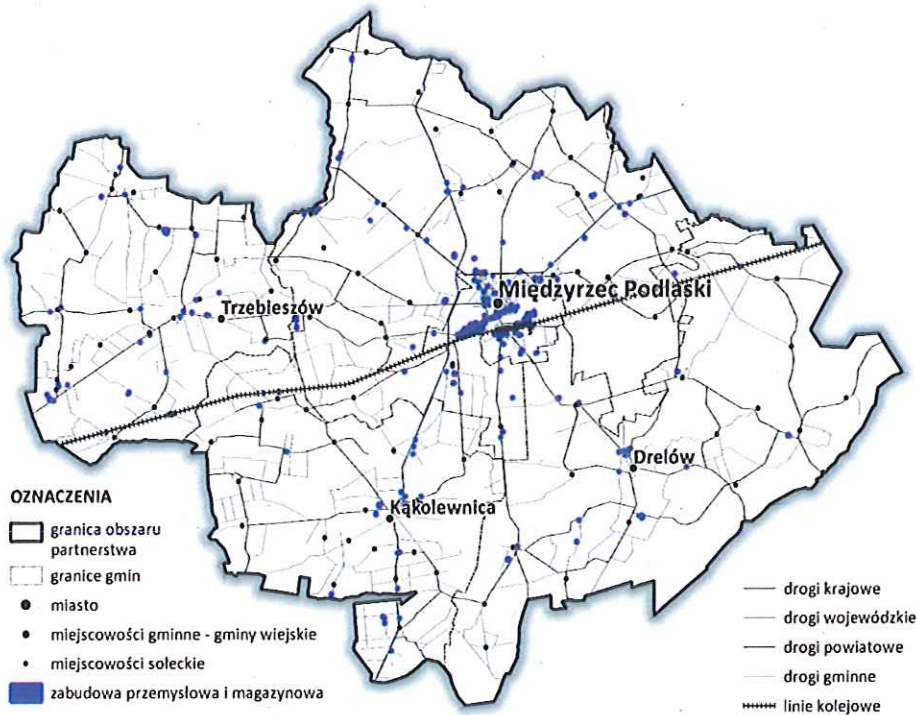 Międzyrzec Podlaski
Trzebieszów
Drelów
Kąkolewnica
OZNACZENIA
granica obszaru
partnerstwa
granice gmin
miasto
miejscowości gminne - gminy wiejskie
miejscowości sołeckie
zabudowa przemysłowa i magazynowa
drogi krajowe
drogi wojewódzkie
drogi powiatowe
drogi gminne
linie kolejowe